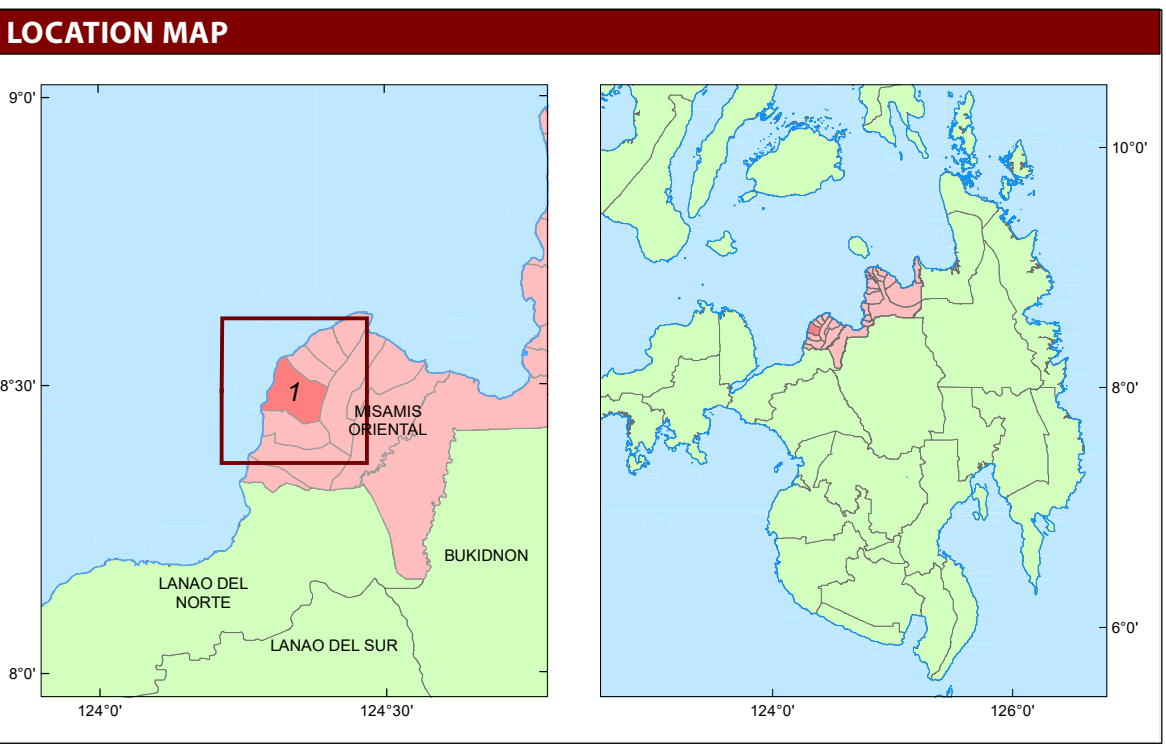 LOCATION MAP
9°0'
8°30'
8°0'
124°0'
124°30'
1
MISAMIS
ORIENTAL
BUKIDNON
LANAO DEL
NORTE
LANAO DEL SUR
10°0'
8°0'
6°0'
124°0'
126°0'